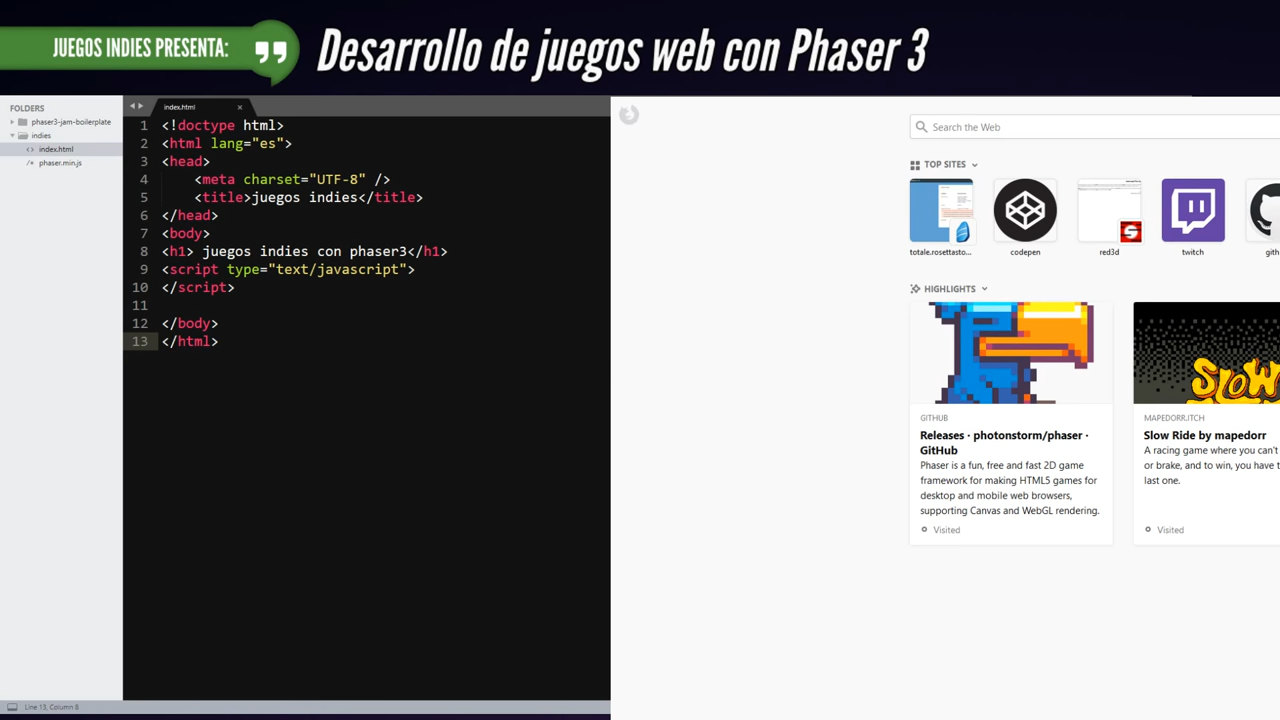 JUEGOS INDIES PRESENTA:
Desarrollo de juegos web con Phaser 3
FOLDERS
phaser3-jam-boilerplate
indies
<> index.html
/* phaser.min.js
index.html ×
1 <!doctype html>
2 <html lang="es">
3 <head>
4 <meta charset="UTF-8" />
5 <title>juegos indies</title>
6 </head>
7 <body>
8 <h1> juegos indies con phaser3</h1>
9 <script type="text/javascript">
10 </script>
11
12 </body>
13 </html>
Line 13, Column 8
Search the Web
TOP SITES
totale.rosettasto...
codepen
red3d
twitch
gith
HIGHLIGHTS
GITHUB
Releases · photonstorm/phaser ·
GitHub
Phaser is a fun, free and fast 2D game
framework for making HTML5 games for
desktop and mobile web browsers,
supporting Canvas and WebGL rendering.
Visited
SLOW
MAPEDORR.ITCH
Slow Ride by mapedorr
A racing game where you can't
or brake, and to win, you have t
last one.
Visited